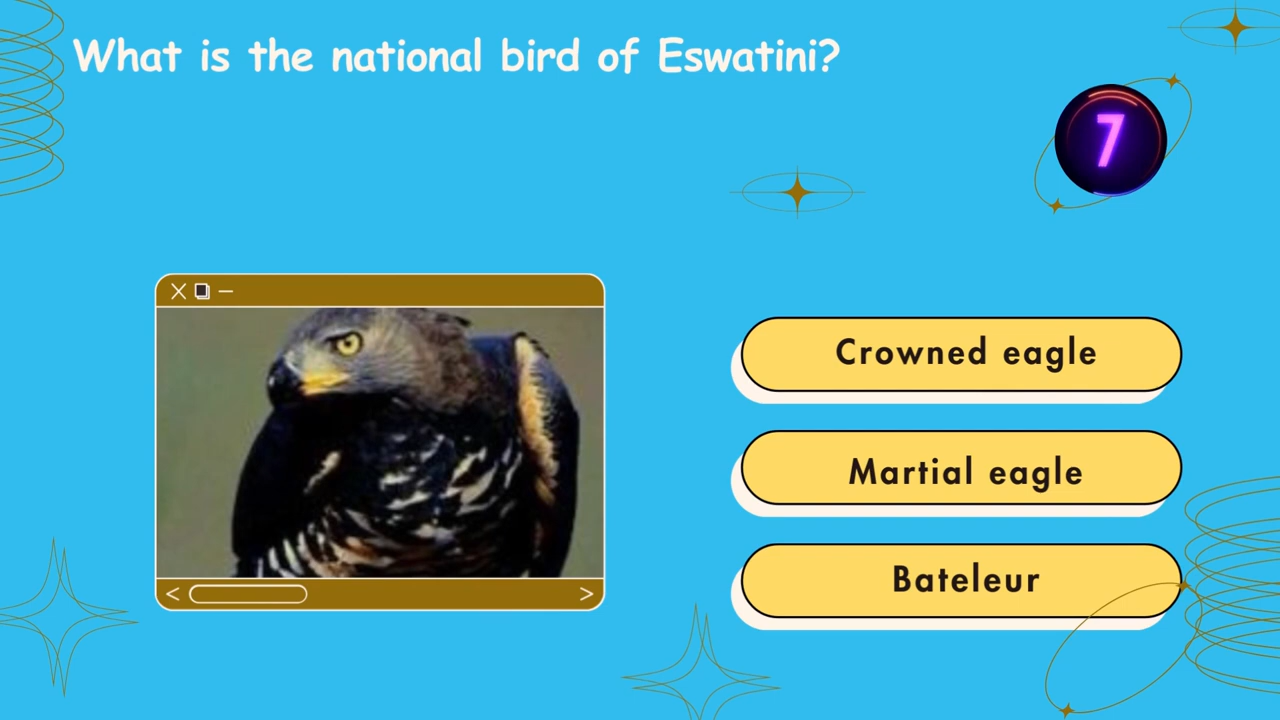 What is the national bird of Eswatini?
7
Crowned eagle
Martial eagle
Bateleur